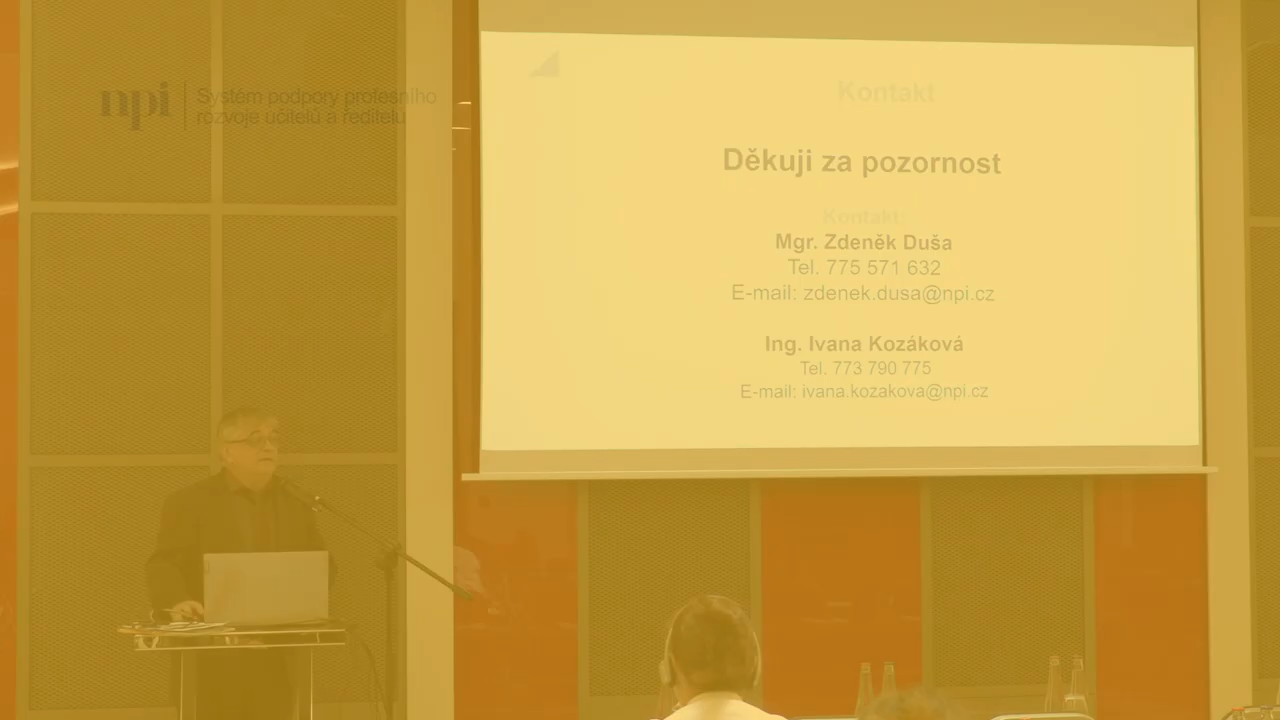 npi
Systém podpory profesního
rozvoje učitelů a ředitelů
Kontakt
Děkuji za pozornost
Kontakt:
Mgr. Zdeněk Duša
Tel. 775 571 632
E-mail: zdenek.dusa@npi.cz
Ing. Ivana Kozáková
Tel. 773 790 775
E-mail: ivana.kozakova@npi.cz